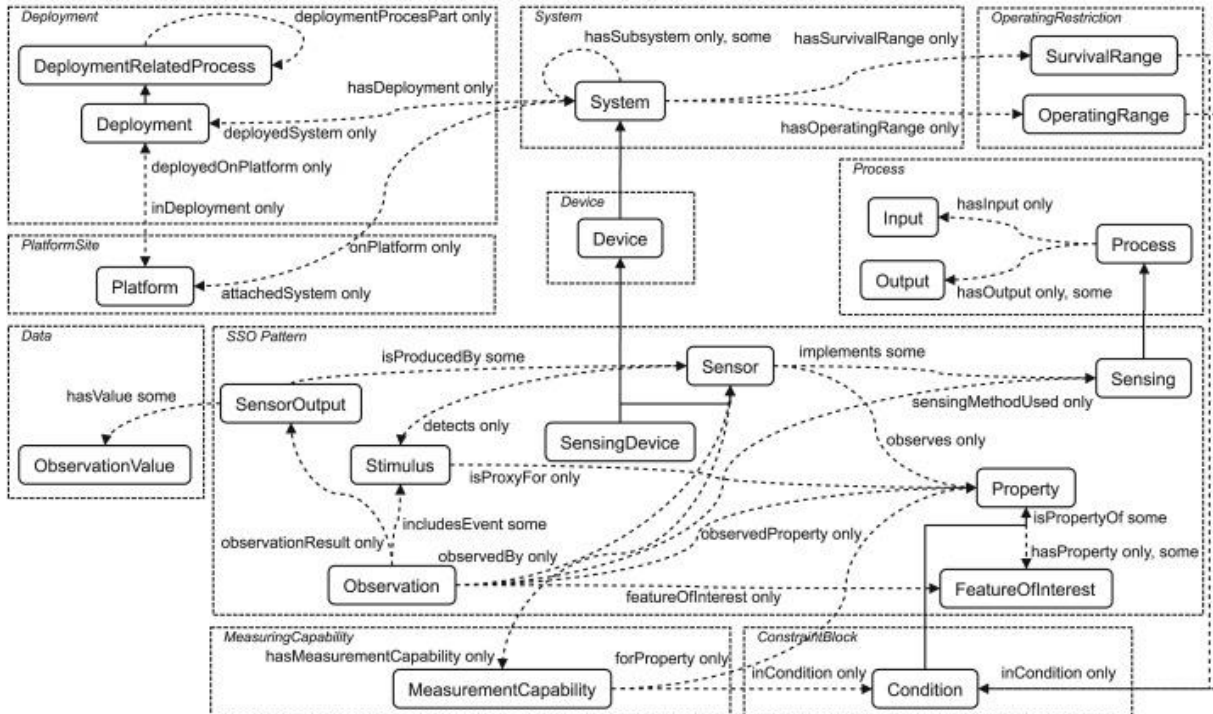 Deployment
deploymentProcesPart only
DeploymentRelatedProcess
hasDeployment only
Deployment
deployedSystem only
deployedOnPlatform only
inDeployment only
System
hasSubsystem only, some
hasSurvivalRange only
System
hasOperatingRange only
OperatingRestriction
SurvivalRange
OperatingRange
Process
hasInput only
Input
Process
Output
hasOutput only, some
Device
Device
PlatformSite
onPlatform only
Platform
attachedSystem only
Data
hasValue some
ObservationValue
SSO Pattern
isProducedBy some
Sensor
implements some
Sensing
SensorOutput
sensingMethodUsed only
detects only
SensingDevice
observes only
Stimulus
isProxyFor only
Property
includesEvent some
isPropertyOf some
observationResult only
observedBy only
observedProperty only
hasProperty only, some
Observation
featureOfInterest only
FeatureOfInterest
MeasuringCapability
hasMeasurementCapability only
forProperty only
MeasurementCapability
ConstraintBlock
inCondition only
inCondition only
Condition